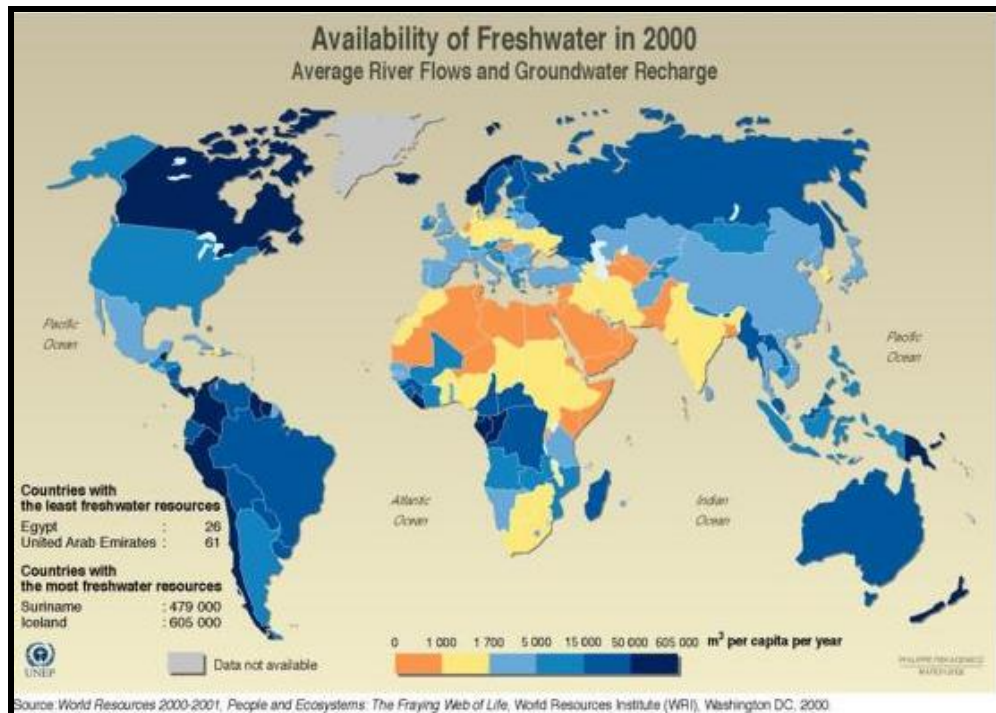 Availability of Freshwater in 2000
Average River Flows and Groundwater Recharge
Pacific
Ocean
Pacific
Ocean
Atlantic
Ocean
Indian
Ocean
Countries with
the least freshwater resources
Egypt : 26
United Arab Emirates : 61
Countries with
the most freshwater resources
Suriname : 479 000
Iceland : 605 000
0 1 000 1 700 5 000 15 000 50 000 605 000 m³ per capita per year
UNEP
Data not available
PHILIPPE REKACEWICZ
Source: World Resources 2000-2001, People and Ecosystems: The Fraying Web of Life, World Resources Institute (WRI), Washington DC, 2000.